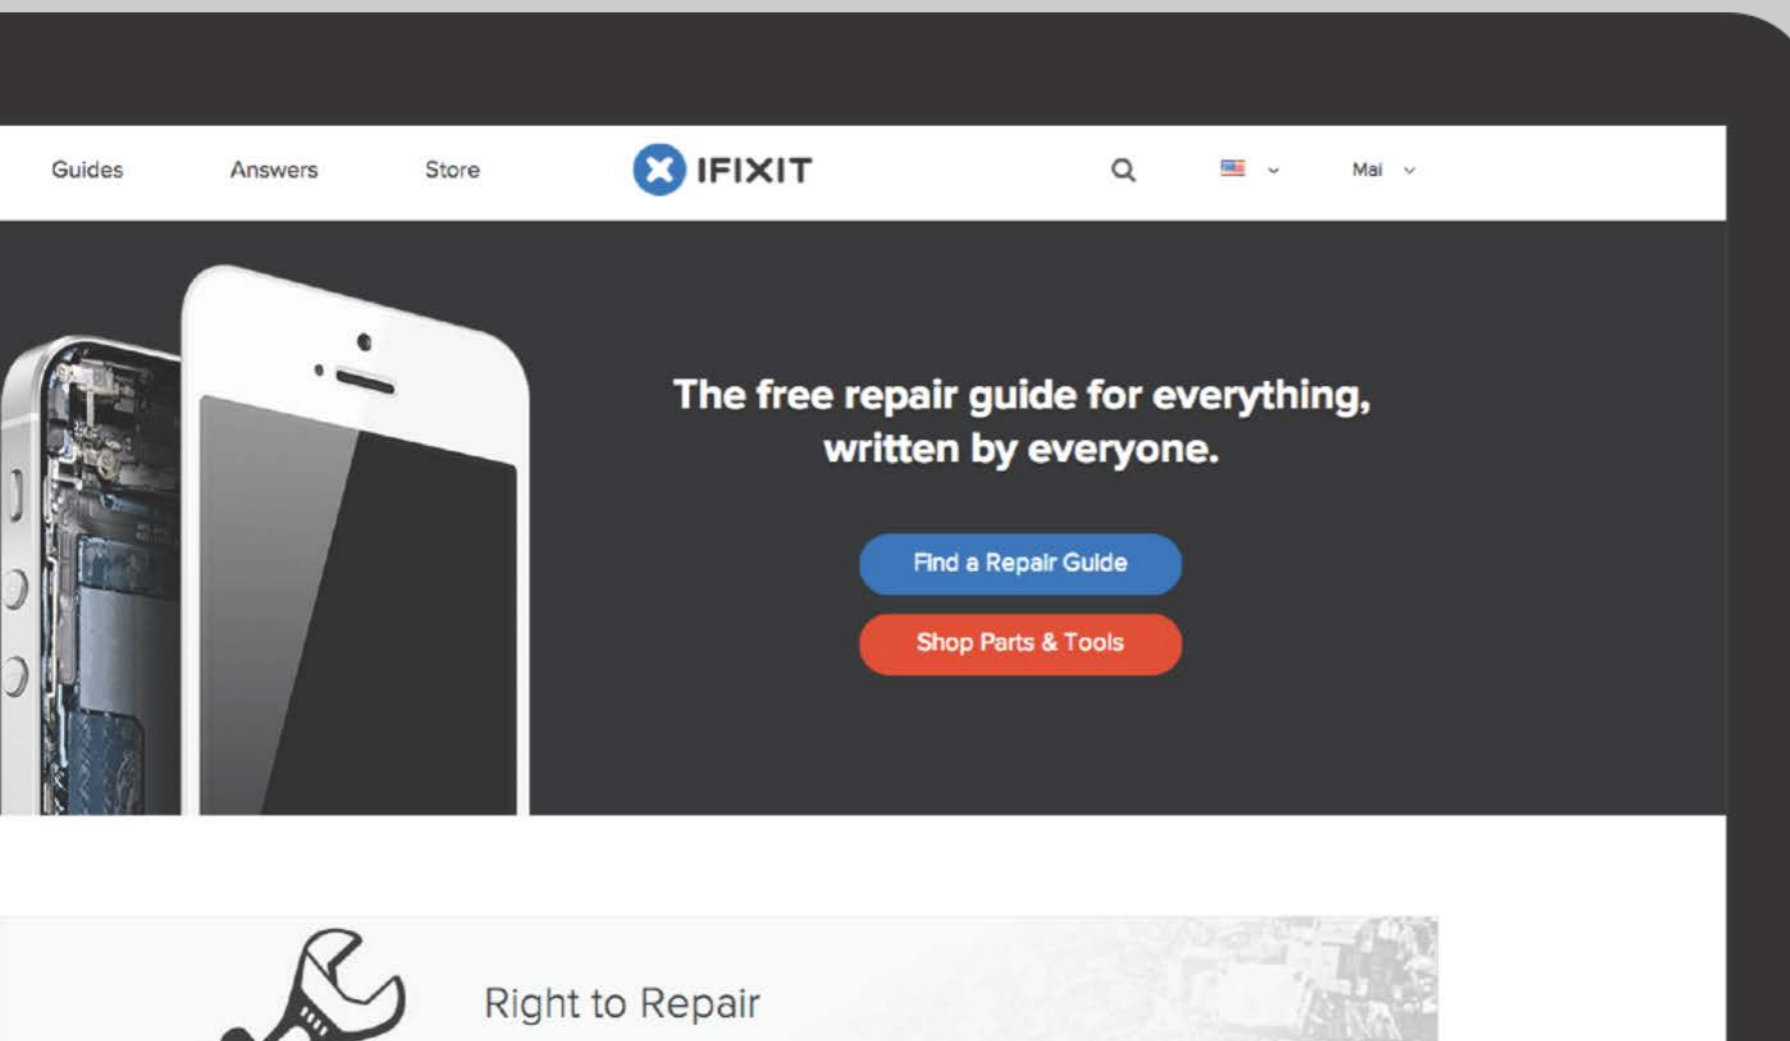 Guides
Answers
Store
IFIXIT
Mai
The free repair guide for everything,
written by everyone.
Find a Repair Guide
Shop Parts & Tools
Right to Repair